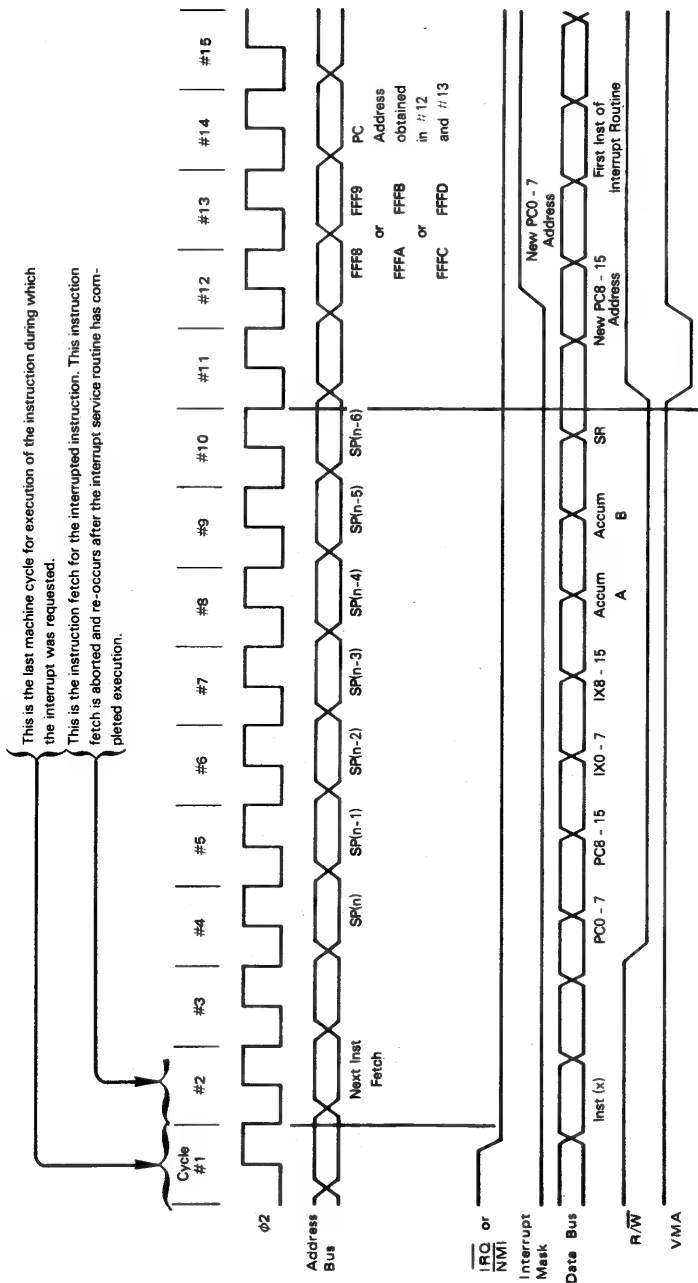 This is the last machine cycle for execution of the instruction during which
the interrupt was requested.
This is the instruction fetch for the interrupted instruction. This instruction
fetch is aborted and re-occurs after the interrupt service routine has com-
pleted execution.
Cycle
#1
#2
#3
#4
#5
#6
#7
#8
#9
#10
#11
#12
#13
#14
#15
φ2
Address
Bus
Next Inst
Fetch
SP(n)
SP(n-1)
SP(n-2)
SP(n-3)
SP(n-4)
SP(n-5)
SP(n-6)
FFF8 FFF9
or
FFFA FFFB
or
FFFC FFFD
PC
Address
obtained
in #12
and #13
IRQ or
NMI
Interrupt
Mask
New PC0 - 7
Address
Data Bus
Inst (x)
PC0 - 7
PC8 - 15
IX0 - 7
IX8 - 15
Accum
A
Accum
B
SR
New PC8 - 15
Address
First Inst of
Interrupt Routine
R/W
VMA